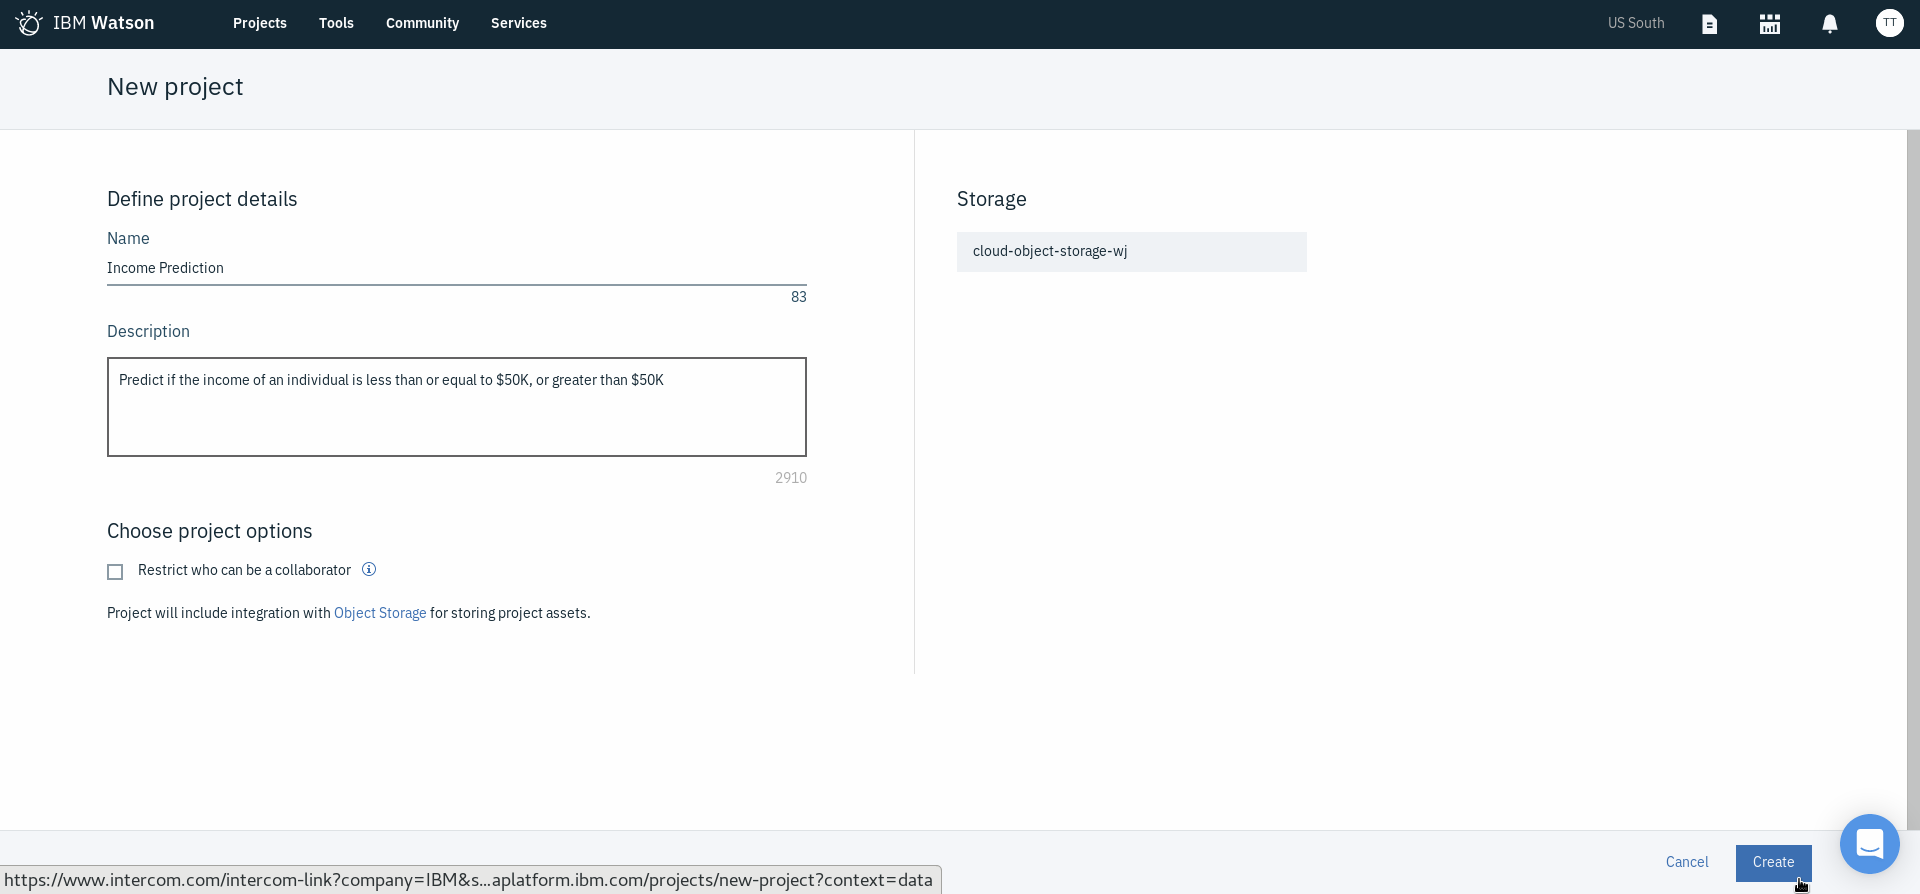 IBM Watson Projects Tools Community Services US South TT
New project
Define project details
Name
Income Prediction
83
Description
Predict if the income of an individual is less than or equal to $50K, or greater than $50K
2910
Choose project options
Restrict who can be a collaborator
Project will include integration with Object Storage for storing project assets.
Storage
cloud-object-storage-wj
Cancel Create
https://www.intercom.com/intercom-link?company=IBM&s...aplatform.ibm.com/projects/new-project?context=data